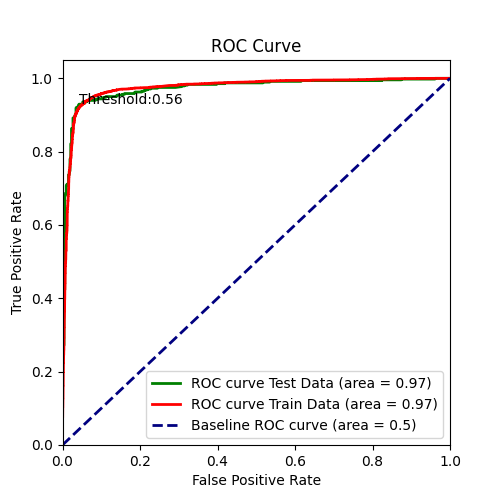 ROC Curve
1.0
0.8
0.6
0.4
0.2
0.0
True Positive Rate
Threshold:0.56
ROC curve Test Data (area = 0.97)
ROC curve Train Data (area = 0.97)
Baseline ROC curve (area = 0.5)
0.0 0.2 0.4 0.6 0.8 1.0
False Positive Rate